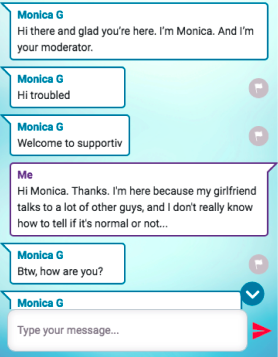 Monica G
Hi there and glad you're here. I'm Monica. And I'm
your moderator.
Monica G
Hi troubled
Monica G
Welcome to supportiv
Me
Hi Monica. Thanks. I'm here because my girlfriend
talks to a lot of other guys, and I don't really know
how to tell if it's normal or not...
Monica G
Btw, how are you?
Monica G
Type your message...